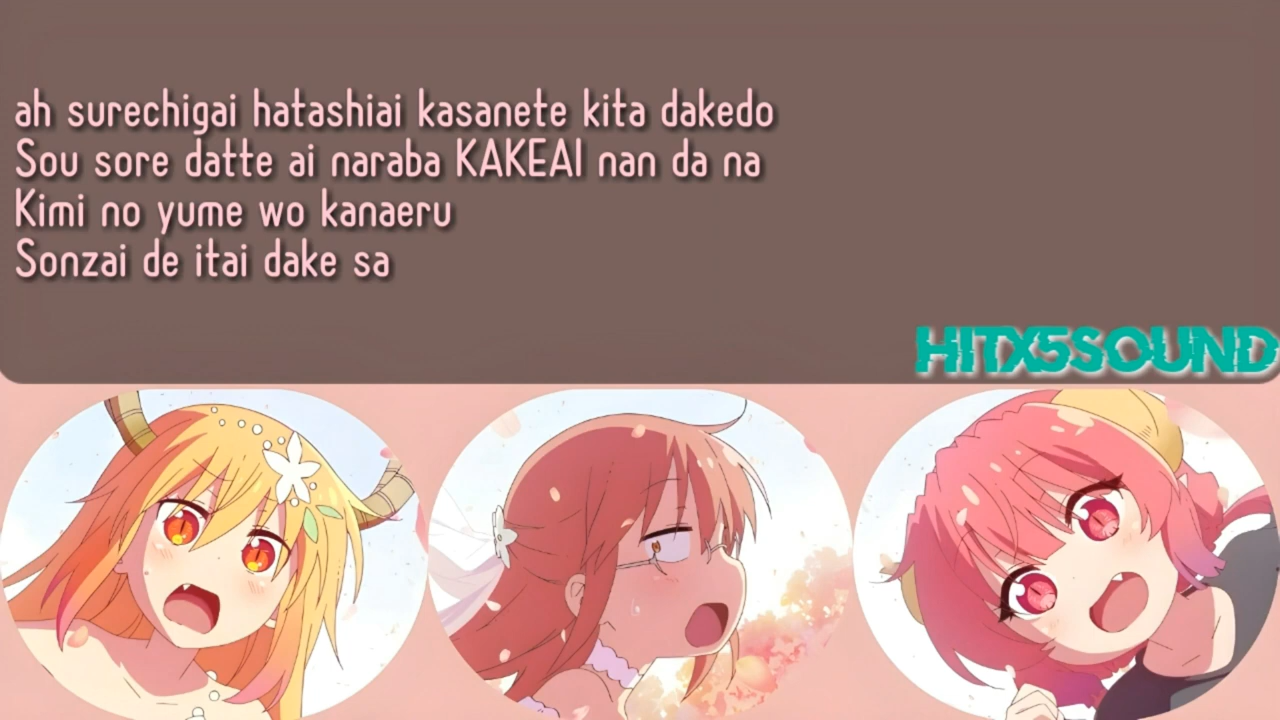 ah surechigai hatashiai kasanete kita dakedo
Sou sore datte ai naraba KAKEAI nan da na
Kimi no yume wo kanaeru
Sonzai de itai dake sa
HITX5SOUND